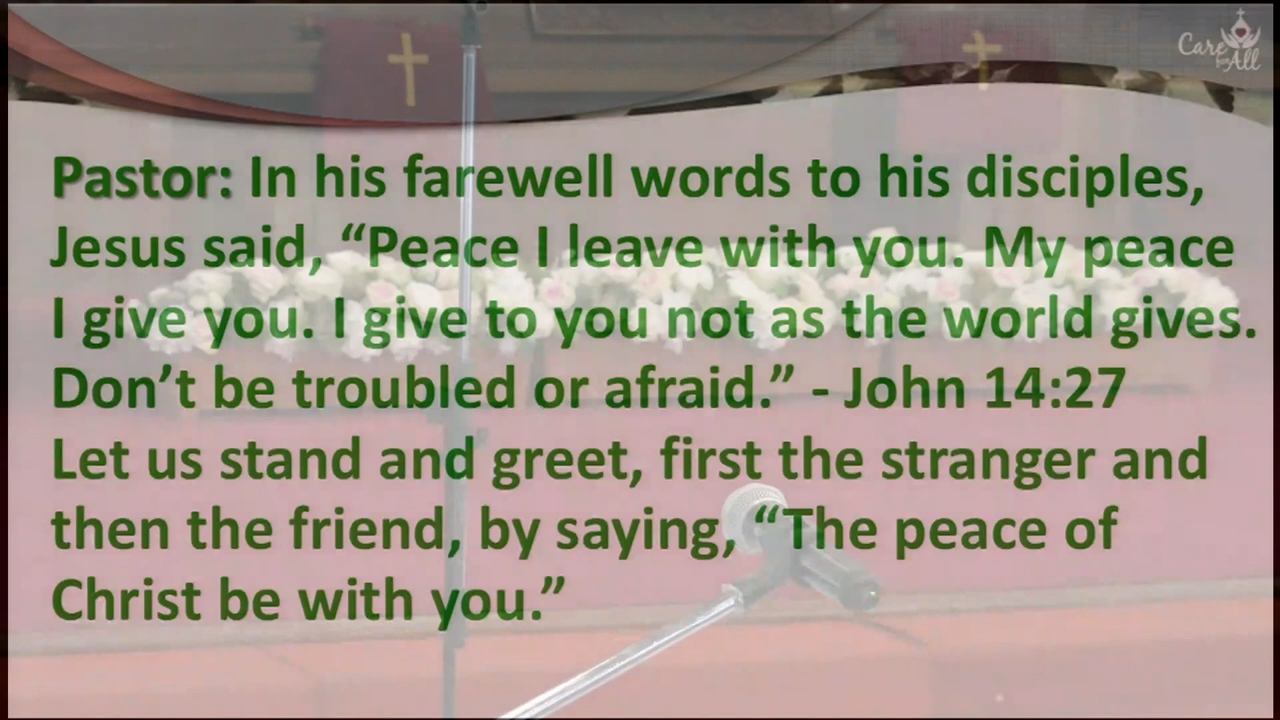 Care
for All
Pastor: In his farewell words to his disciples,
Jesus said, “Peace I leave with you. My peace
I give you. I give to you not as the world gives.
Don’t be troubled or afraid.” - John 14:27
Let us stand and greet, first the stranger and
then the friend, by saying, “The peace of
Christ be with you.”